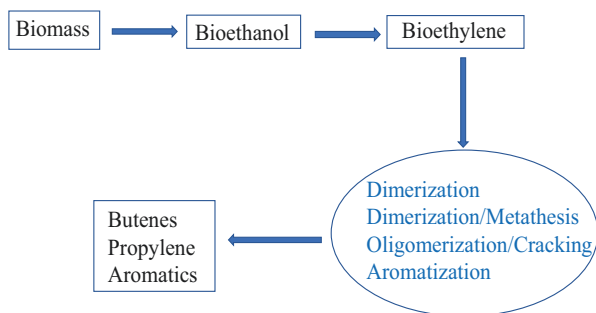 Biomass
Bioethanol
Bioethylene
Dimerization
Dimerization/Metathesis
Oligomerization/Cracking
Aromatization
Butenes
Propylene
Aromatics